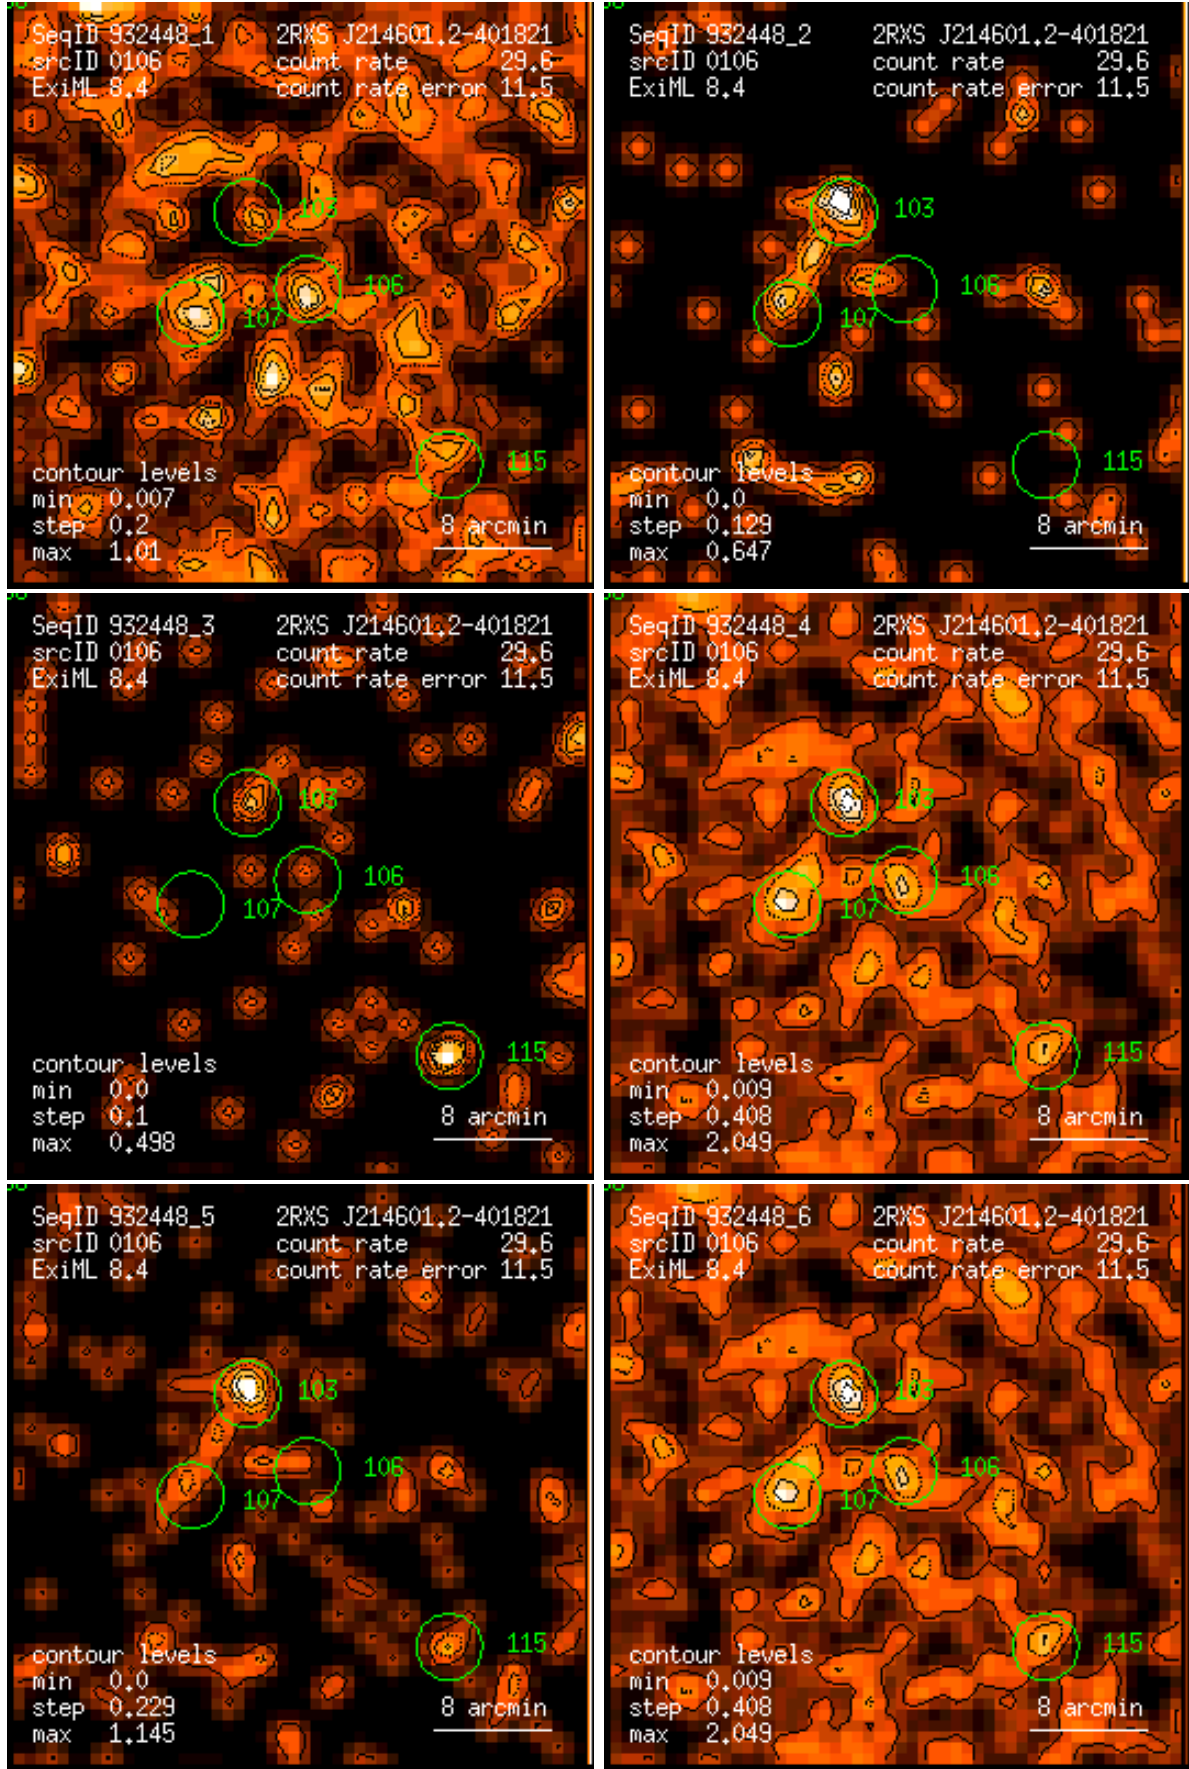 SeqID 932448_1 2RXS J214601.2-401821
srcID 0106 count rate 29.6
ExiML 8.4 count rate error 11.5
103
106
107
115
contour levels
min 0.007
step 0.2
max 1.01
8 arcmin
SeqID 932448_2 2RXS J214601.2-401821
srcID 0106 count rate 29.6
ExiML 8.4 count rate error 11.5
103
106
107
115
contour levels
min 0.0
step 0.129
max 0.647
8 arcmin
SeqID 932448_3 2RXS J214601.2-401821
srcID 0106 count rate 29.6
ExiML 8.4 count rate error 11.5
103
106
107
115
contour levels
min 0.0
step 0.1
max 0.498
8 arcmin
SeqID 932448_4 2RXS J214601.2-401821
srcID 0106 count rate 29.6
ExiML 8.4 count rate error 11.5
103
106
107
115
contour levels
min 0.009
step 0.408
max 2.049
8 arcmin
SeqID 932448_5 2RXS J214601.2-401821
srcID 0106 count rate 29.6
ExiML 8.4 count rate error 11.5
103
106
107
115
contour levels
min 0.0
step 0.229
max 1.145
8 arcmin
SeqID 932448_6 2RXS J214601.2-401821
srcID 0106 count rate 29.6
ExiML 8.4 count rate error 11.5
103
106
107
115
contour levels
min 0.009
step 0.408
max 2.049
8 arcmin